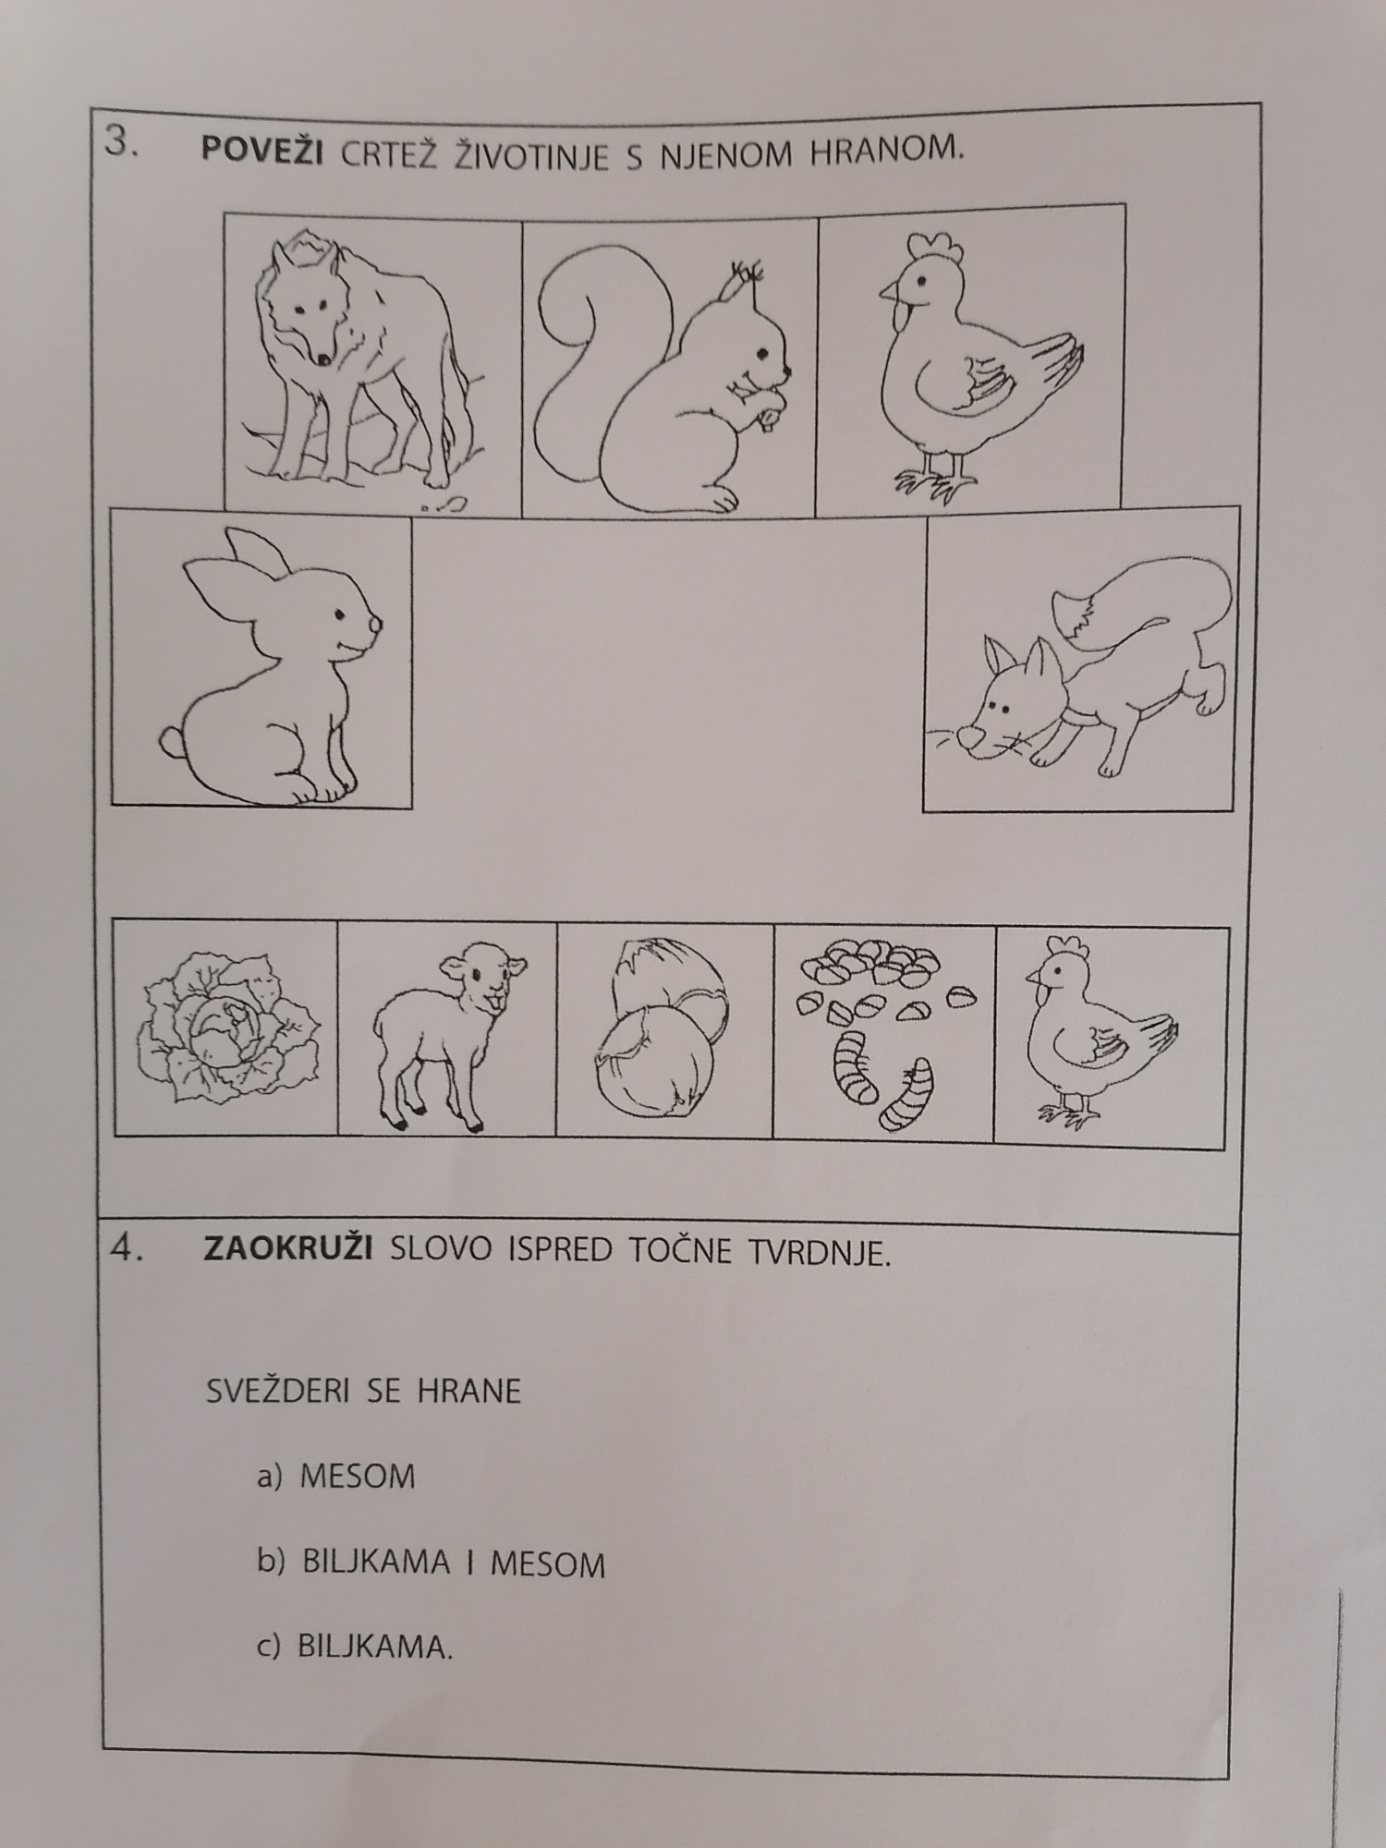 3. POVEŽI CRTEŽ ŽIVOTINJE S NJENOM HRANOM.
4. ZAOKRUŽI SLOVO ISPRED TOČNE TVRDNJE.
SVEŽDERI SE HRANE
a) MESOM
b) BILJKAMA I MESOM
c) BILJKAMA.